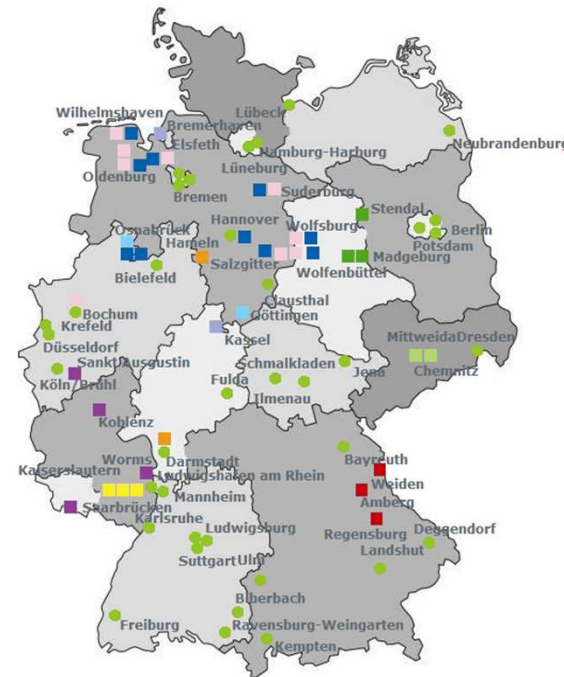 Lübeck
Wilhelmshaven
Bremerhaven
Elsfeth
Neubrandenburg
Hamburg-Harburg
Oldenburg
Lüneburg
Suderburg
Bremen
Stendal
Hannover
Wolfsburg
Osnabrück
Berlin
Hameln
Potsdam
Salzgitter
Madgeburg
Wolfenbüttel
Bielefeld
Clausthal
Bochum
Göttingen
Krefeld
Kassel
MittweidaDresden
Düsseldorf
Sankt Ausgustin
Schmalkladen
Chemnitz
Jena
Köln/Brühl
Fulda
Ilmenau
Koblenz
Darmstadt
Bayreuth
Worms
Kaiserslautern
Ludwigshafen am Rhein
Weiden
Mannheim
Amberg
Saarbrücken
Karlsruhe
Ludwigsburg
Regensburg
Deggendorf
Landshut
Suttgart
Ulm
Biberbach
Freiburg
Ravensburg-Weingarten
Kempten